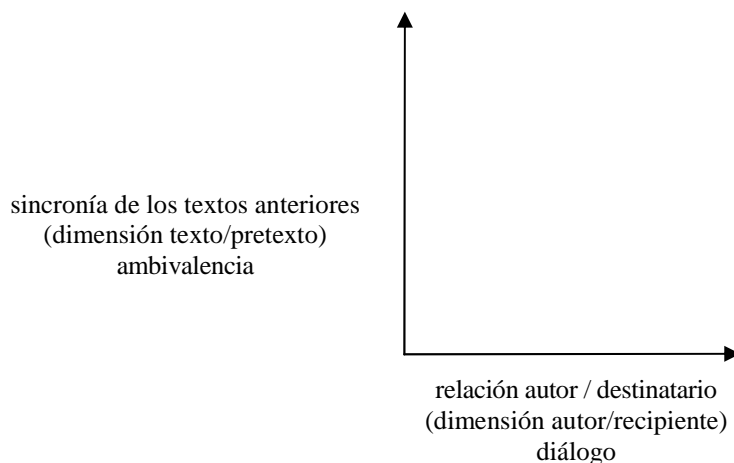 sincronía de los textos anteriores
(dimensión texto/pretexto)
ambivalencia
relación autor / destinatario
(dimensión autor/recipiente)
diálogo